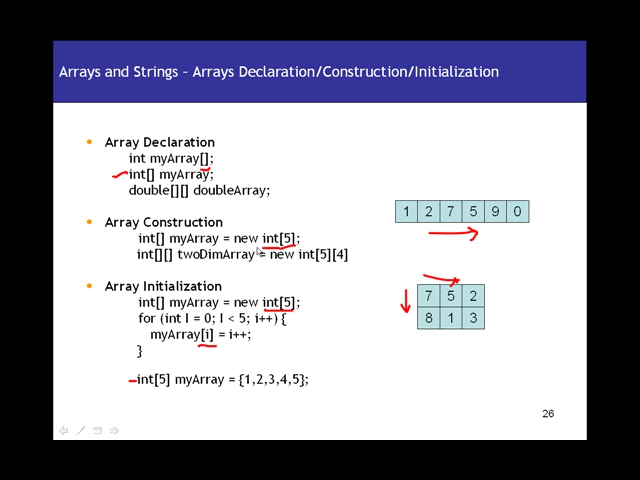 Arrays and Strings – Arrays Declaration/Construction/Initialization
Array Declaration
int myArray[];
int[] myArray;
double[][] doubleArray;
Array Construction
int[] myArray = new int[5];
int[][] twoDimArray = new int[5][4]
Array Initialization
int[] myArray = new int[5];
for (int I = 0; I < 5; i++) {
myArray[i] = i++;
}
int[5] myArray = {1,2,3,4,5};
1 2 7 5 9 0
7 5 2
8 1 3
26